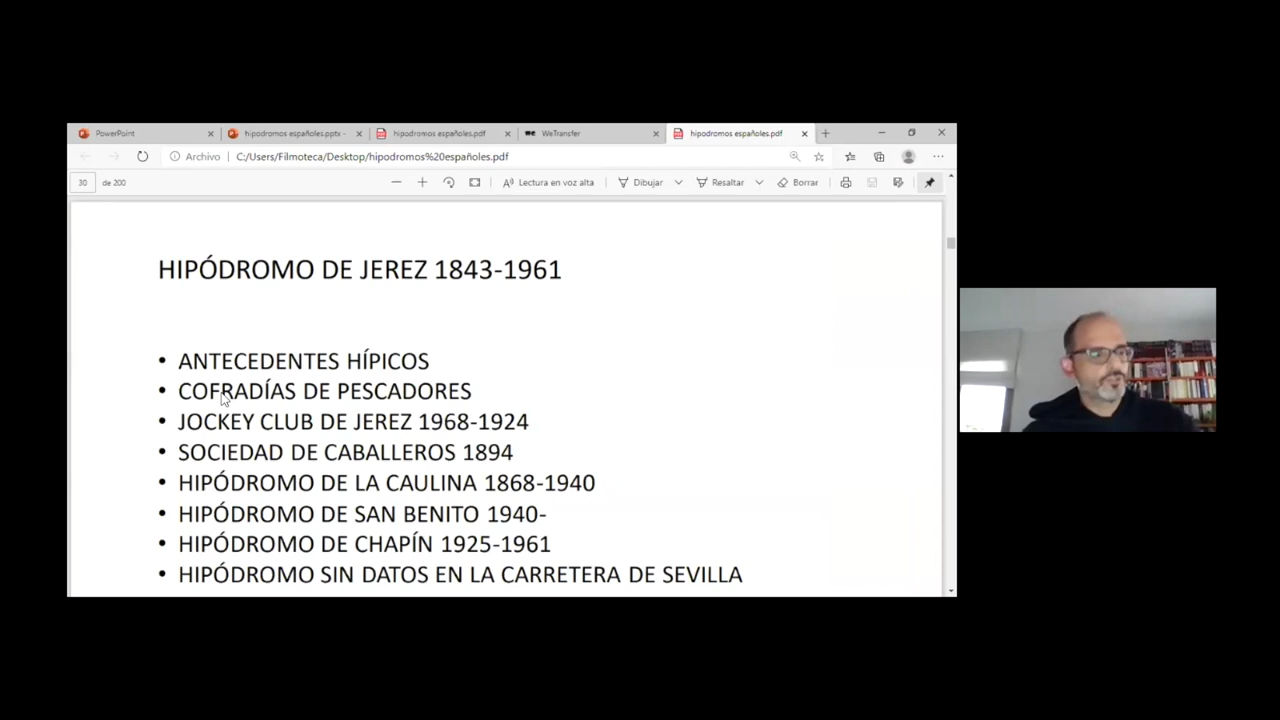 PowerPoint
hipodromos españoles.pptx -
hipodromos españoles.pdf
WeTransfer
hipodromos españoles.pdf
Archivo C:/Users/Filmoteca/Desktop/hipodromos%20españoles.pdf
30 de 200
Lectura en voz alta
Dibujar
Resaltar
Borrar
HIPÓDROMO DE JEREZ 1843-1961
• ANTECEDENTES HÍPICOS
• COFRADÍAS DE PESCADORES
• JOCKEY CLUB DE JEREZ 1968-1924
• SOCIEDAD DE CABALLEROS 1894
• HIPÓDROMO DE LA CAULINA 1868-1940
• HIPÓDROMO DE SAN BENITO 1940-
• HIPÓDROMO DE CHAPÍN 1925-1961
• HIPÓDROMO SIN DATOS EN LA CARRETERA DE SEVILLA